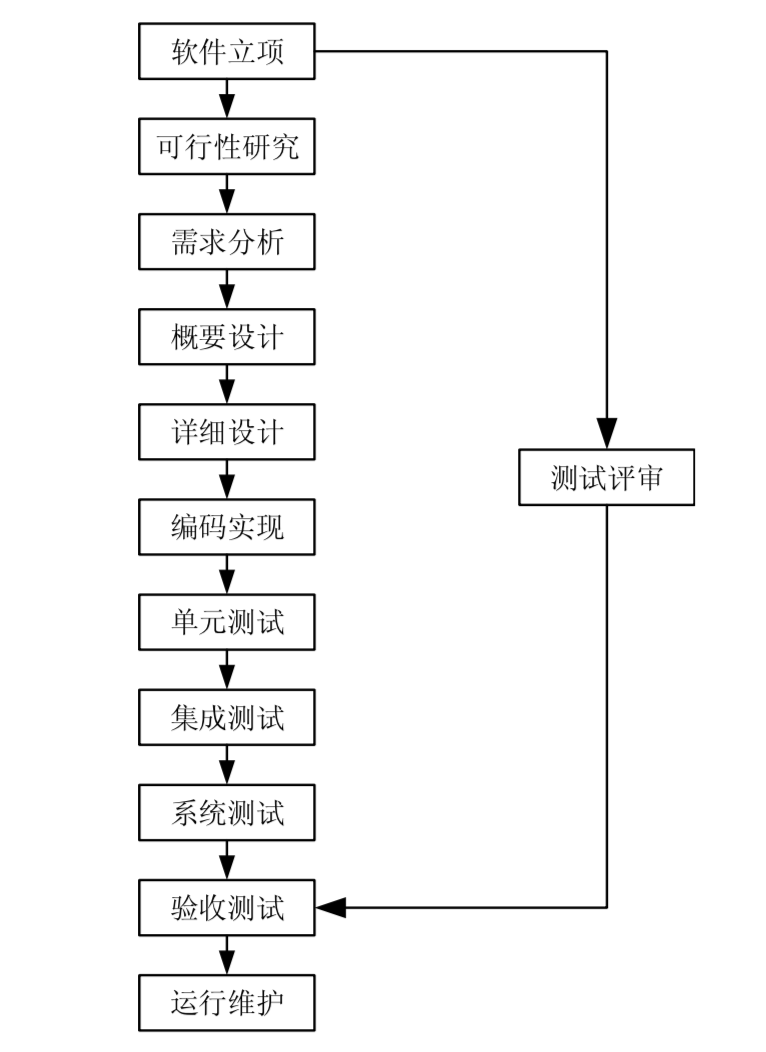 软件立项
可行性研究
需求分析
概要设计
详细设计
测试评审
编码实现
单元测试
集成测试
系统测试
验收测试
运行维护